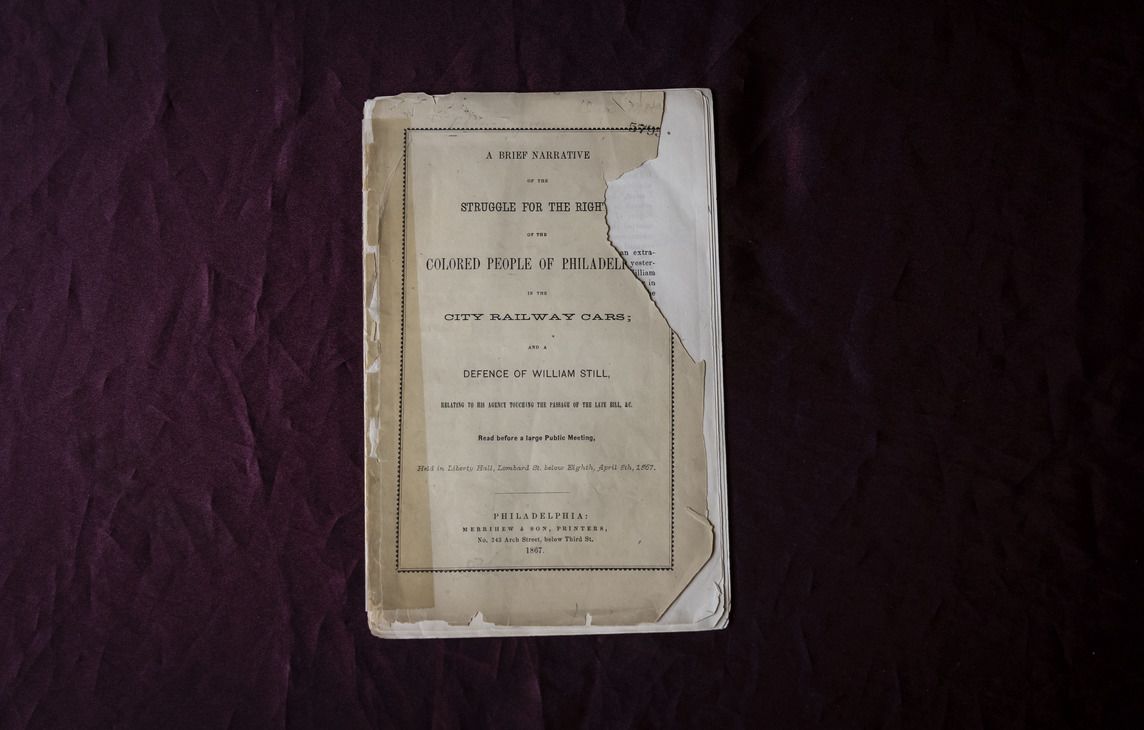 579
A BRIEF NARRATIVE
OF THE
STRUGGLE FOR THE RIGH
OF THE
COLORED PEOPLE OF PHILADEL
IN THE
CITY RAILWAY CARS;
AND A
DEFENCE OF WILLIAM STILL,
RELATING TO HIS AGENCY TOUCHING THE PASSAGE OF THE LATE BILL, &C.
Read before a large Public Meeting,
Held in Liberty Hall, Lombard St. below Eighth, April 8th, 1867.
PHILADELPHIA:
MERRIHEW & SON, PRINTERS,
No. 243 Arch Street, below Third St.
1867.
an extra-
yester-
illiam
in